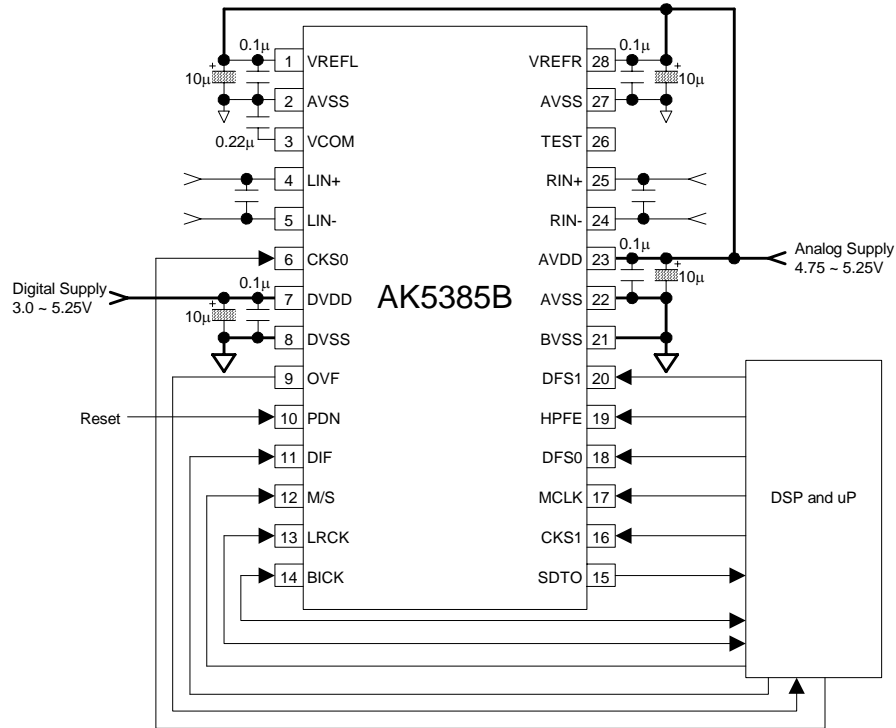 0.1μ
0.1μ
1 VREFL
VREFR 28
+
10μ
+
10μ
2 AVSS
AVSS 27
0.22μ
3 VCOM
TEST 26
4 LIN+
RIN+ 25
5 LIN-
RIN- 24
0.1μ
6 CKS0
AVDD 23
Analog Supply
4.75 ~ 5.25V
+
10μ
Digital Supply
3.0 ~ 5.25V
0.1μ
7 DVDD
AK5385B
AVSS 22
+
10μ
8 DVSS
BVSS 21
9 OVF
DFS1 20
Reset
10 PDN
HPFE 19
11 DIF
DFS0 18
12 M/S
MCLK 17
DSP and uP
13 LRCK
CKS1 16
14 BICK
SDTO 15